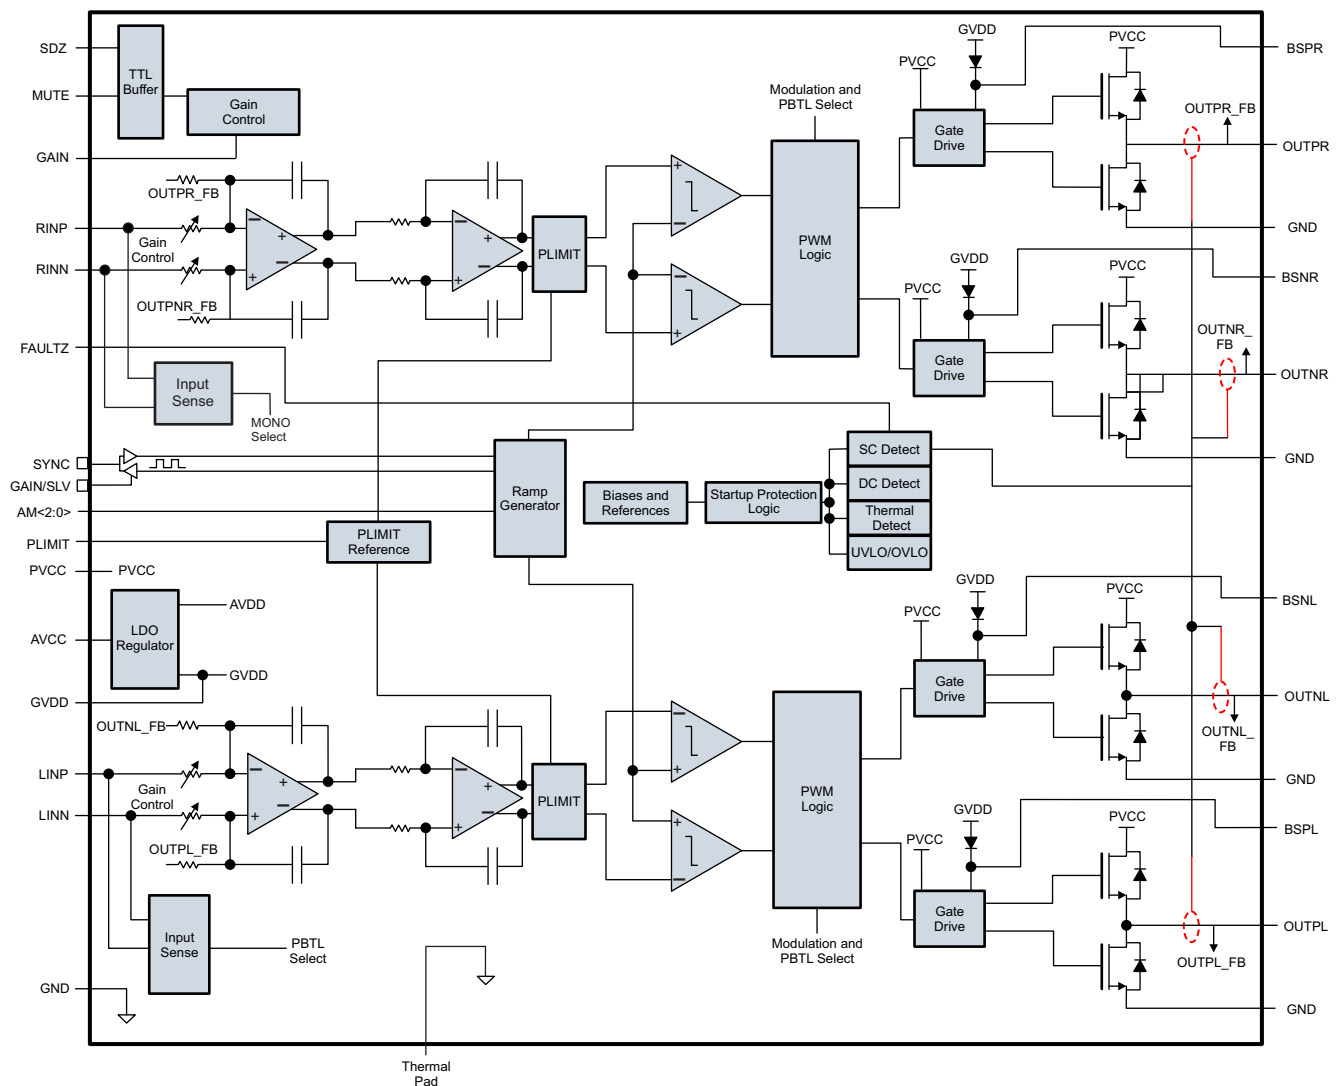 SDZ
MUTE
GAIN
TTL
Buffer
Gain
Control
OUTPR_FB
RINP
Gain
Control
RINN
OUTPNR_FB
FAULTZ
Input
Sense
MONO
Select
PLIMIT
Modulation and
PBTL Select
PWM
Logic
GVDD
PVCC
Gate
Drive
PVCC
BSPR
OUTPR_FB
OUTPR
GND
GVDD
PVCC
Gate
Drive
PVCC
BSNR
OUTNR_
FB
OUTNR
GND
SYNC
GAIN/SLV
AM<2:0>
PLIMIT
PVCC
PVCC
Ramp
Generator
PLIMIT
Reference
Biases and
References
Startup Protection
Logic
SC Detect
DC Detect
Thermal
Detect
UVLO/OVLO
AVCC
LDO
Regulator
AVDD
GVDD
GVDD
OUTNL_FB
LINP
Gain
Control
LINN
OUTPL_FB
PLIMIT
Input
Sense
PBTL
Select
GND
Thermal
Pad
PWM
Logic
Modulation and
PBTL Select
GVDD
PVCC
Gate
Drive
PVCC
BSNL
OUTNL
OUTNL_
FB
GND
GVDD
PVCC
Gate
Drive
PVCC
BSPL
OUTPL
OUTPL_FB
GND